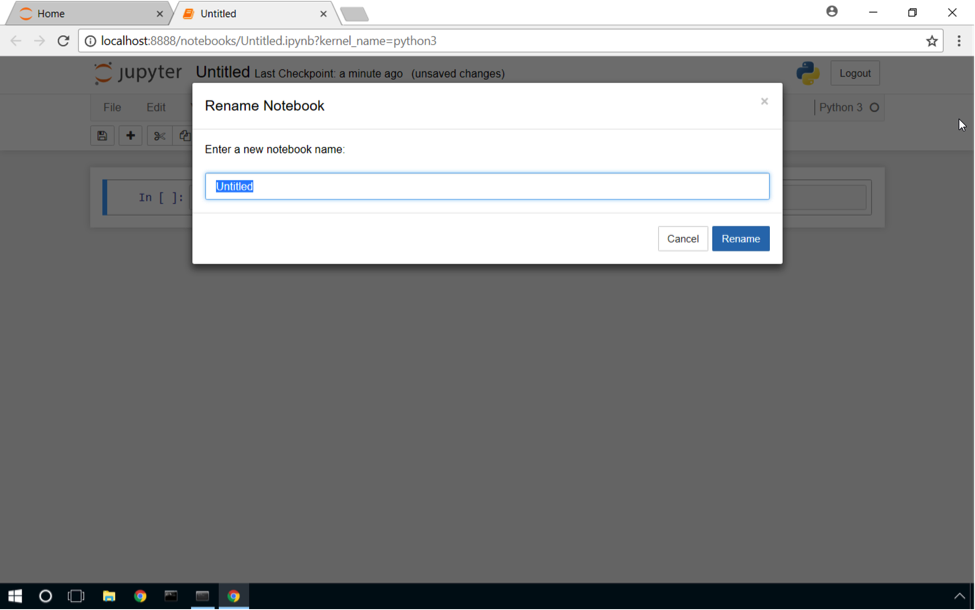 Home
Untitled
localhost:8888/notebooks/Untitled.ipynb?kernel_name=python3
jupyter Untitled Last Checkpoint: a minute ago (unsaved changes) Logout
File Edit Python 3
Rename Notebook
Enter a new notebook name:
Untitled
In [ ]:
Cancel Rename